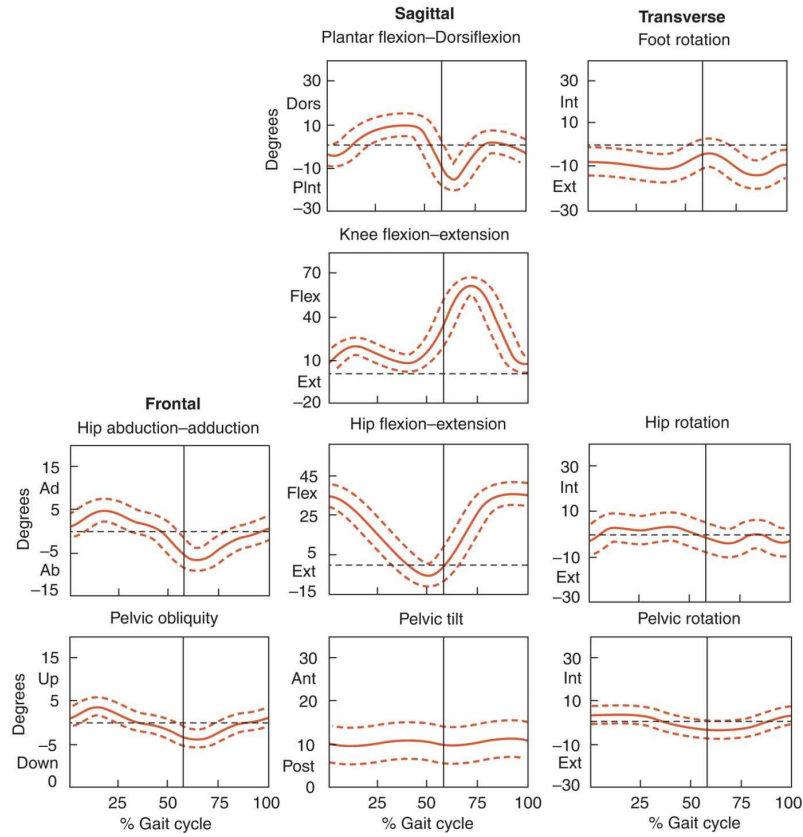 Sagittal
Transverse
Plantar flexion–Dorsiflexion
Foot rotation
Degrees
30
Dors
10
–10
Plnt
–30
30
Int
10
–10
Ext
–30
Knee flexion–extension
70
Flex
40
10
Ext
–20
Frontal
Hip abduction–adduction
Hip flexion–extension
Hip rotation
Degrees
15
Ad
5
–5
Ab
–15
45
Flex
25
5
Ext
–15
30
Int
10
–10
Ext
–30
Pelvic obliquity
Pelvic tilt
Pelvic rotation
Degrees
15
Up
5
–5
Down
0
30
Ant
20
10
Post
0
30
Int
10
–10
Ext
–30
25 50 75 100
25 50 75 100
25 50 75 100
% Gait cycle
% Gait cycle
% Gait cycle